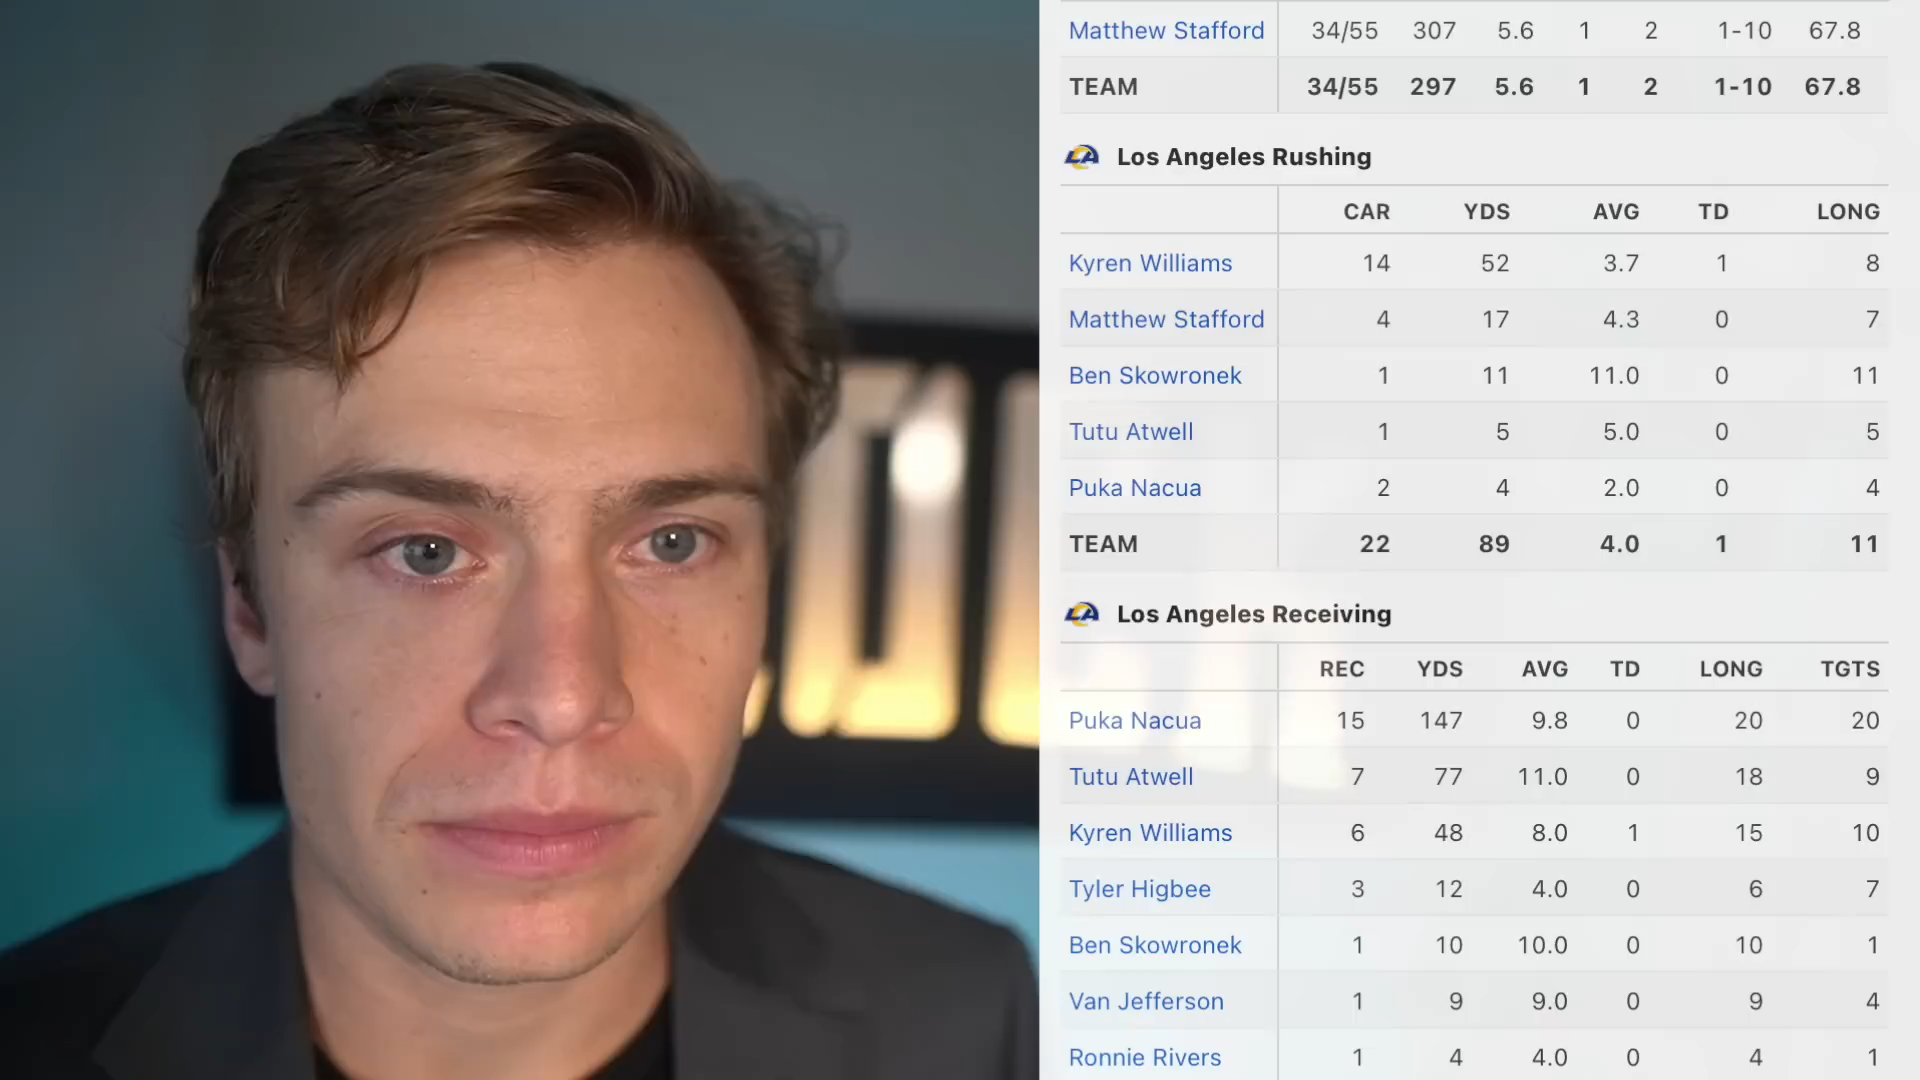 Matthew Stafford 34/55 307 5.6 1 2 1-10 67.8
TEAM 34/55 297 5.6 1 2 1-10 67.8
Los Angeles Rushing
CAR YDS AVG TD LONG
Kyren Williams 14 52 3.7 1 8
Matthew Stafford 4 17 4.3 0 7
Ben Skowronek 1 11 11.0 0 11
Tutu Atwell 1 5 5.0 0 5
Puka Nacua 2 4 2.0 0 4
TEAM 22 89 4.0 1 11
Los Angeles Receiving
REC YDS AVG TD LONG TGTS
Puka Nacua 15 147 9.8 0 20 20
Tutu Atwell 7 77 11.0 0 18 9
Kyren Williams 6 48 8.0 1 15 10
Tyler Higbee 3 12 4.0 0 6 7
Ben Skowronek 1 10 10.0 0 10 1
Van Jefferson 1 9 9.0 0 9 4
Ronnie Rivers 1 4 4.0 0 4 1